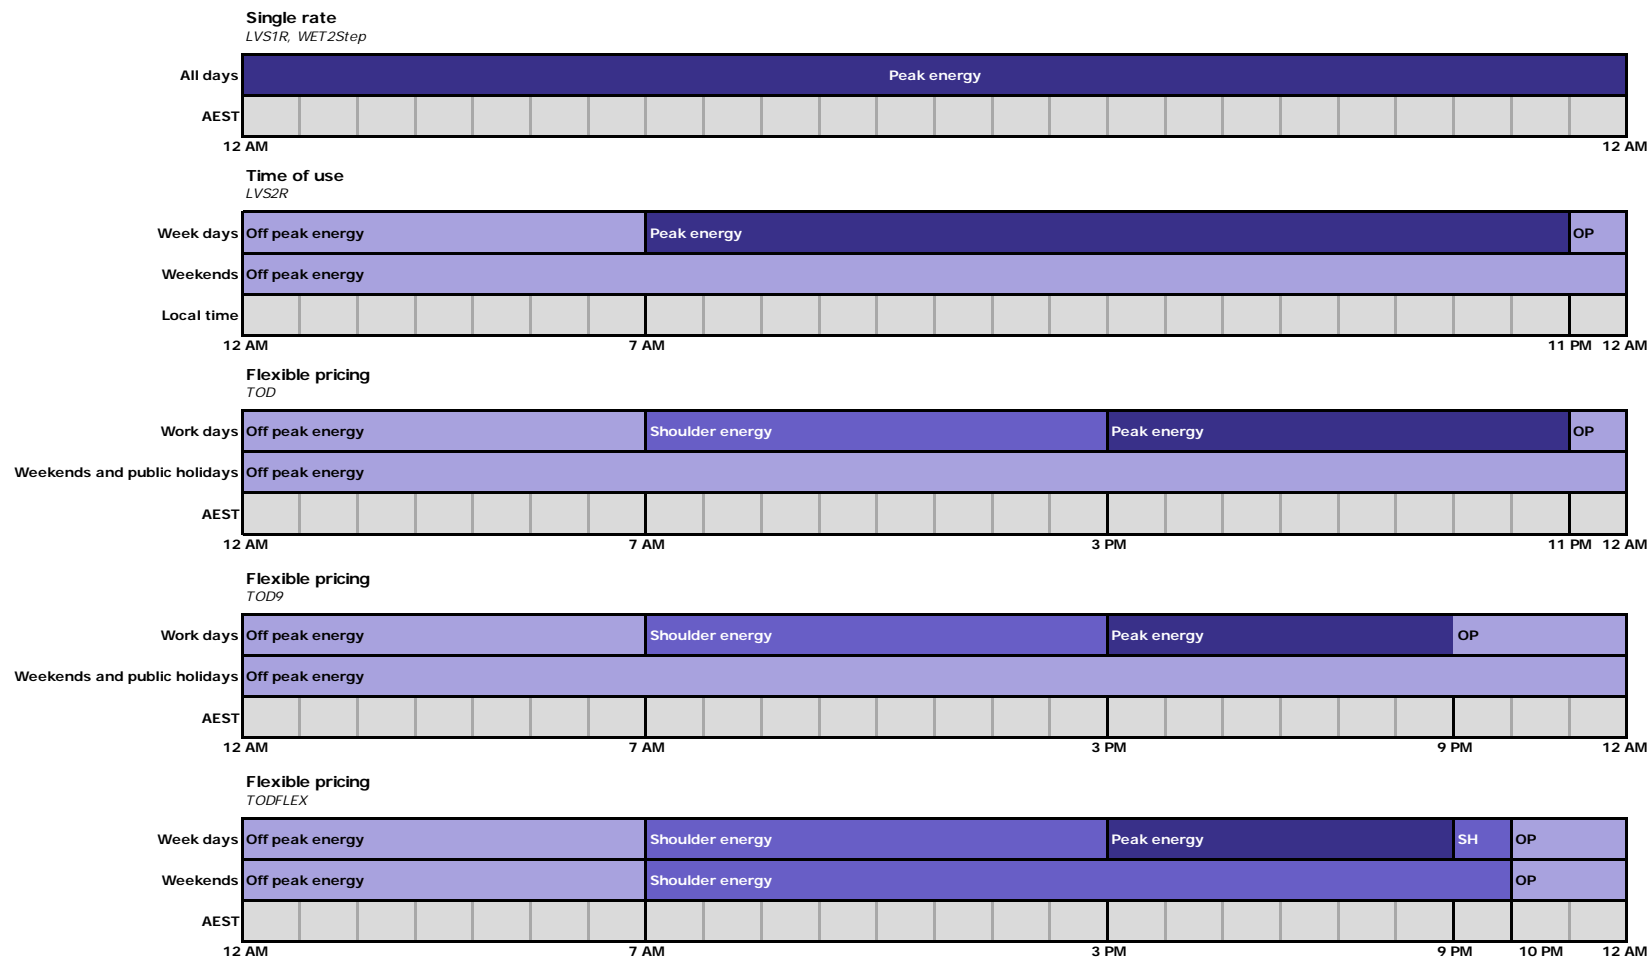 Single rate
LVS1R, WET2Step
All days Peak energy
AEST
12 AM 12 AM
Time of use
LVS2R
Week days Off peak energy Peak energy OP
Weekends Off peak energy
Local time
12 AM 7 AM 11 PM 12 AM
Flexible pricing
TOD
Work days Off peak energy Shoulder energy Peak energy OP
Weekends and public holidays Off peak energy
AEST
12 AM 7 AM 3 PM 11 PM 12 AM
Flexible pricing
TOD9
Work days Off peak energy Shoulder energy Peak energy OP
Weekends and public holidays Off peak energy
AEST
12 AM 7 AM 3 PM 9 PM 12 AM
Flexible pricing
TODFLEX
Week days Off peak energy Shoulder energy Peak energy SH OP
Weekends Off peak energy Shoulder energy OP
AEST
12 AM 7 AM 3 PM 9 PM 10 PM 12 AM